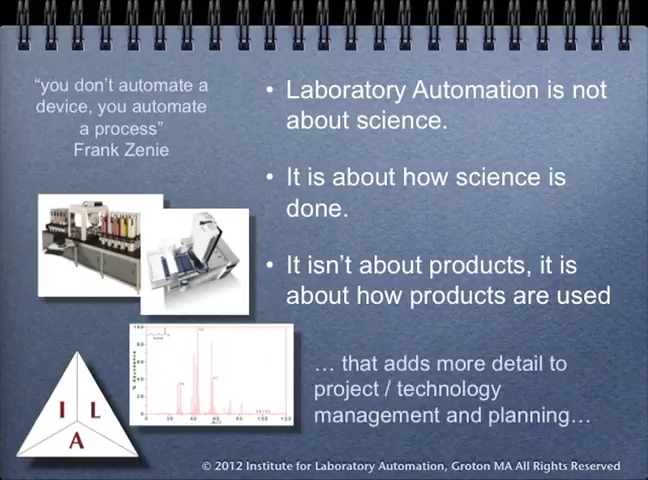 “you don’t automate a
device, you automate
a process”
Frank Zenie
• Laboratory Automation is not
about science.
• It is about how science is
done.
• It isn’t about products, it is
about how products are used
… that adds more detail to
project / technology
management and planning…
I L
A
© 2012 Institute for Laboratory Automation, Groton MA All Rights Reserved